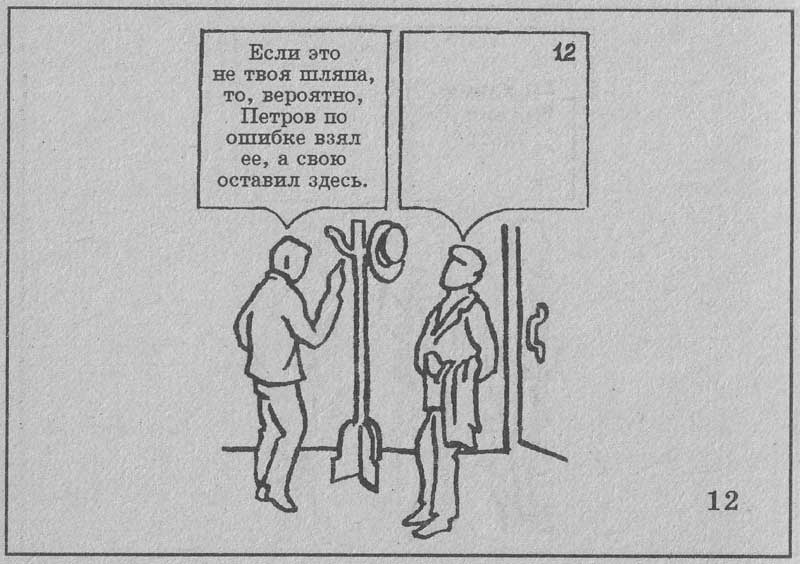 Если это
не твоя шляпа,
то, вероятно,
Петров по
ошибке взял
ее, а свою
оставил здесь.
12
12